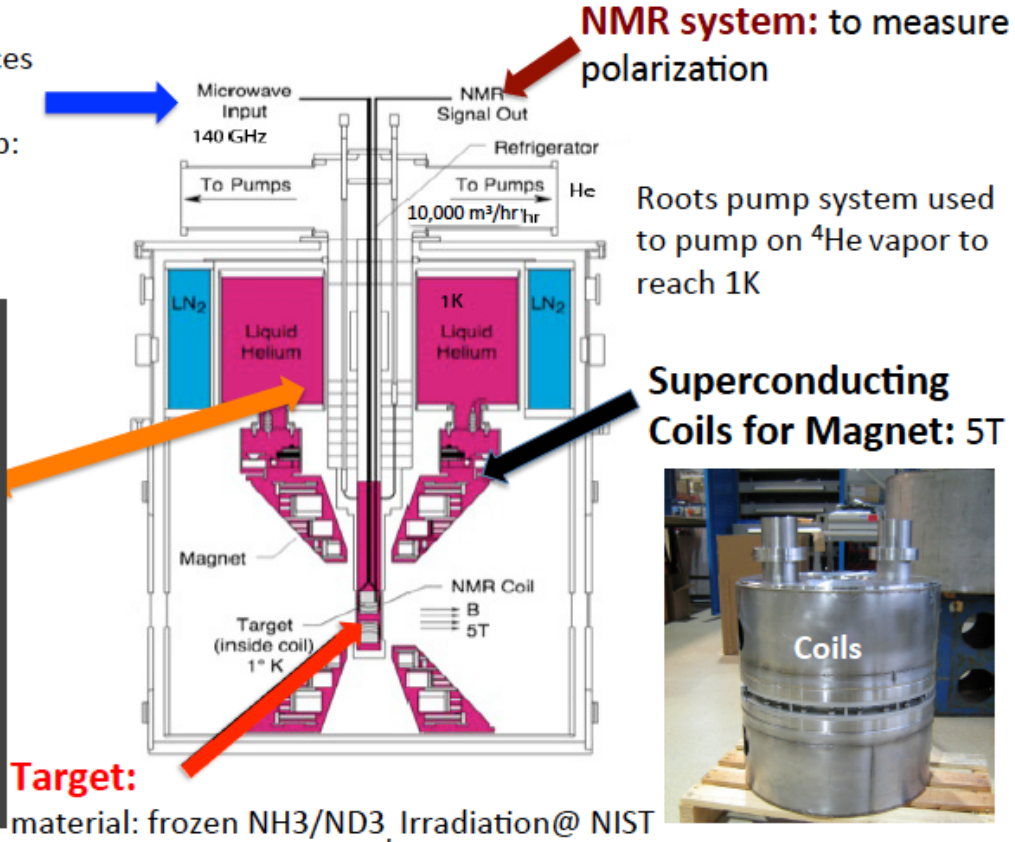 NMR system: to measure
polarization
ces
Microwave
Input
140 GHz
NMR
Signal Out
o:
Refrigerator
To Pumps
To Pumps
He
10,000 m³/hr hr
Roots pump system used
to pump on ⁴He vapor to
reach 1K
LN₂
Liquid
Helium
1K
Liquid
Helium
LN₂
Superconducting
Coils for Magnet: 5T
Magnet
NMR Coil
B
5T
Target
(inside coil)
1° K
Coils
Target:
material: frozen NH3/ND3, Irradiation@ NIST